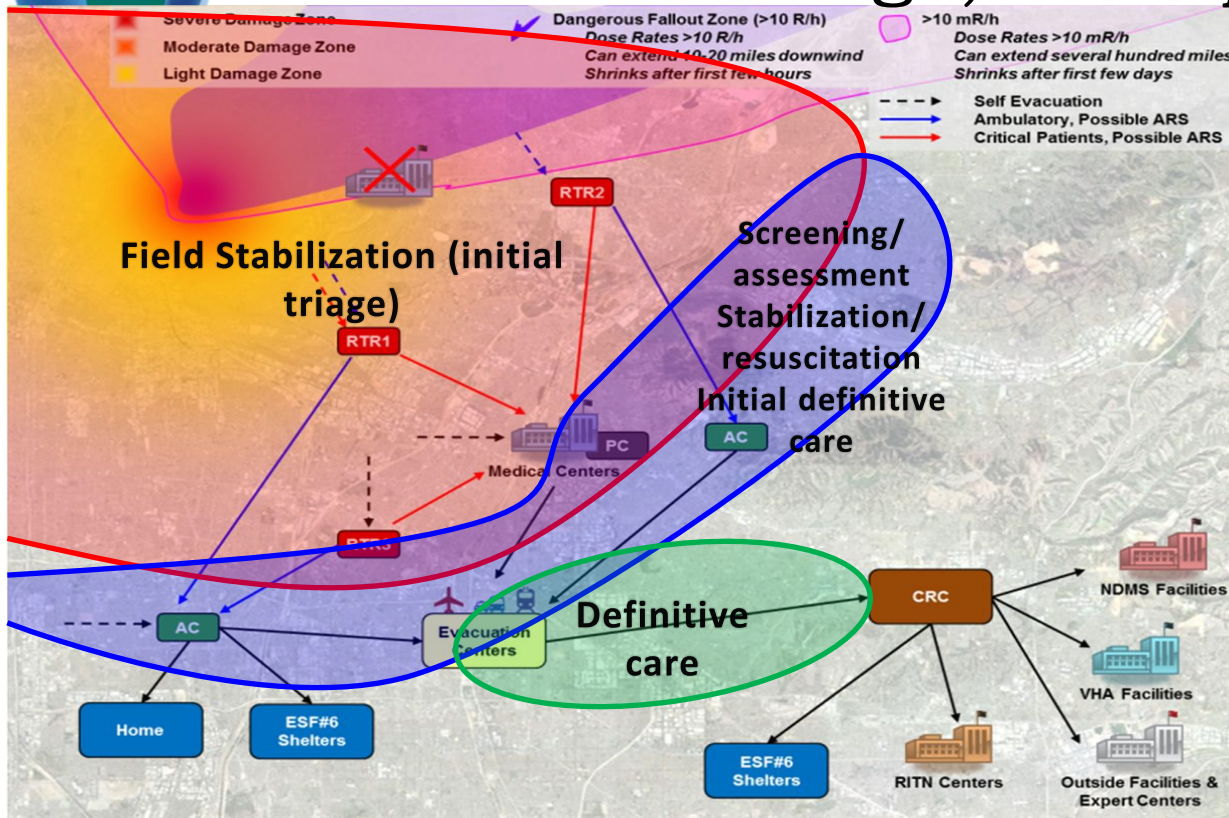 Severe Damage Zone
Moderate Damage Zone
Light Damage Zone
Dangerous Fallout Zone (>10 R/h)
Dose Rates >10 R/h
Can extend 10-20 miles downwind
Shrinks after first few hours
>10 mR/h
Dose Rates >10 mR/h
Can extend several hundred miles
Shrinks after first few days
Self Evacuation
Ambulatory, Possible ARS
Critical Patients, Possible ARS
RTR2
Field Stabilization (initial
triage)
Screening/
assessment
Stabilization/
resuscitation
Initial definitive
care
RTR1
AC
PC
Medical Centers
RTR3
AC
Evacuation
Centers
Definitive
care
CRC
NDMS Facilities
VHA Facilities
Home
ESF#6
Shelters
ESF#6
Shelters
RITN Centers
Outside Facilities &
Expert Centers